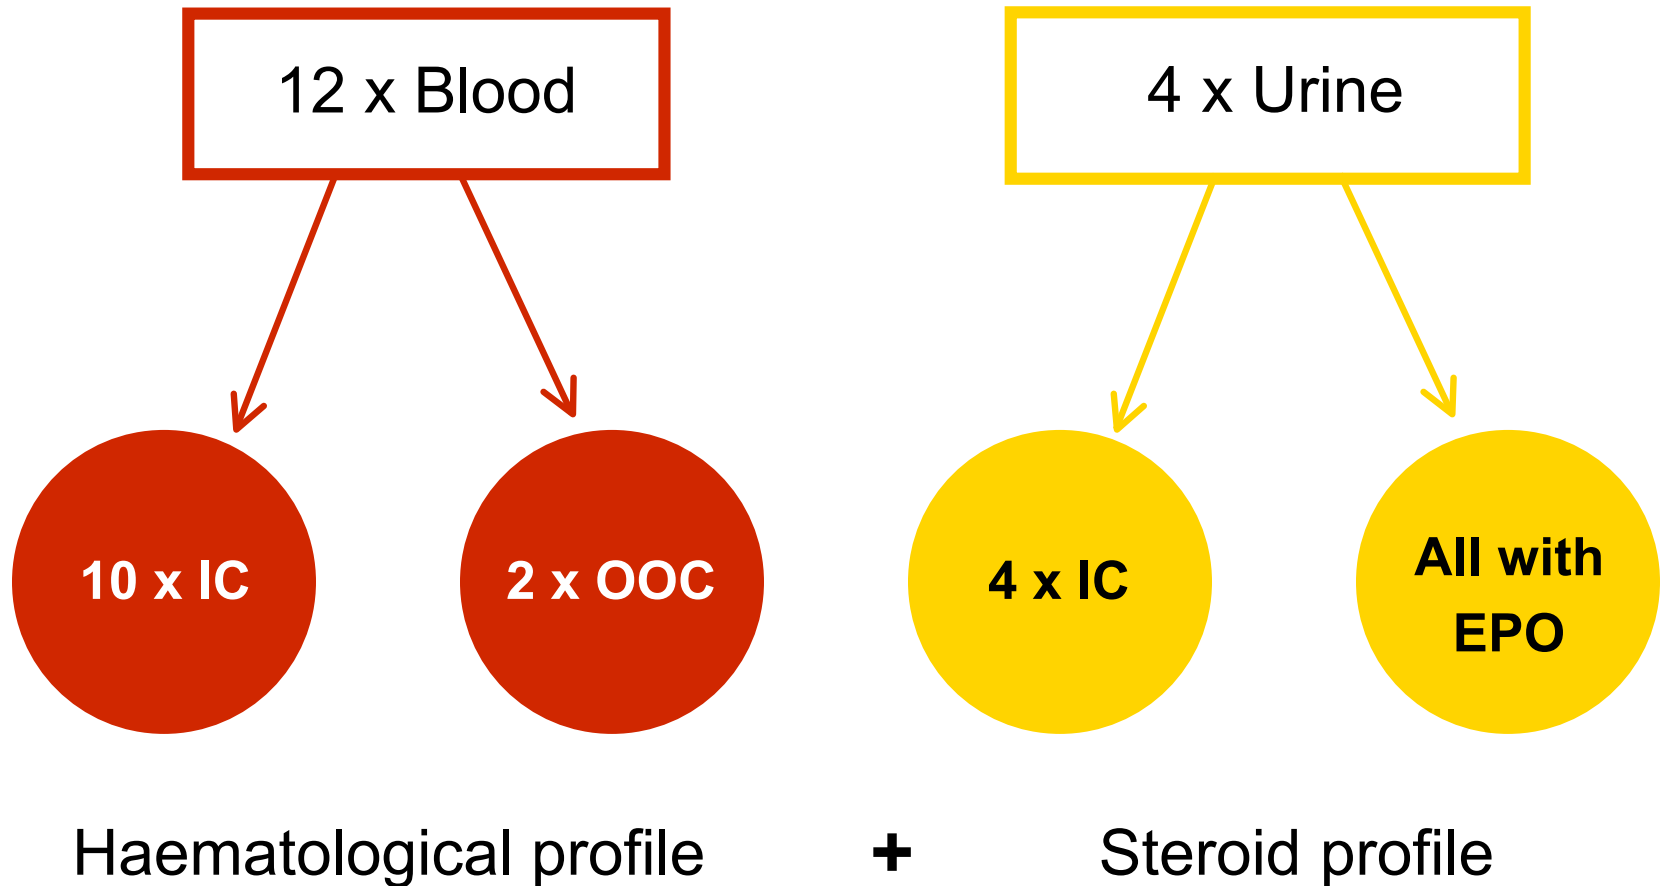 12 x Blood
4 x Urine
10 x IC
2 x OOC
4 x IC
All with
EPO
Haematological profile + Steroid profile